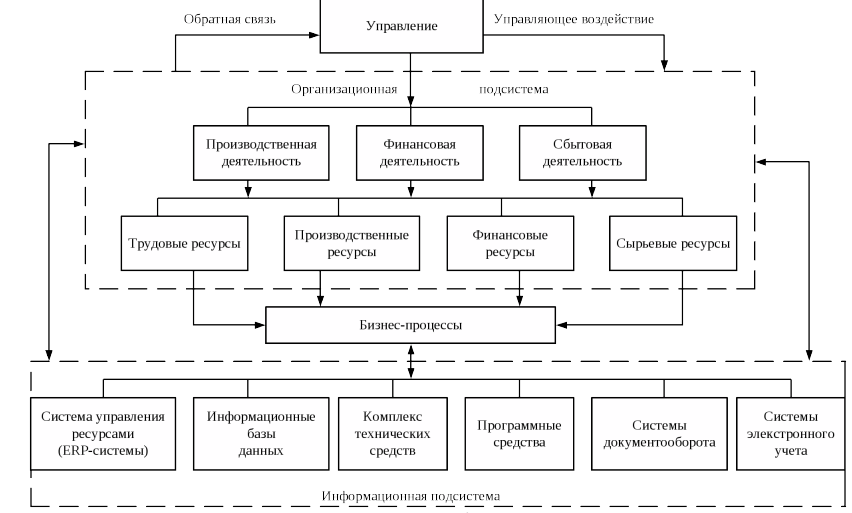 Обратная связь
Управление
Управляющее воздействие
Организационная подсистема
Производственная
деятельность
Финансовая
деятельность
Сбытовая
деятельность
Трудовые ресурсы
Производственные
ресурсы
Финансовые
ресурсы
Сырьевые ресурсы
Бизнес-процессы
Система управления
ресурсами
(ERP-системы)
Информационные
базы
данных
Комплекс
технических
средств
Программные
средства
Системы
документооборота
Системы
элекстронного
учета
Информационная подсистема